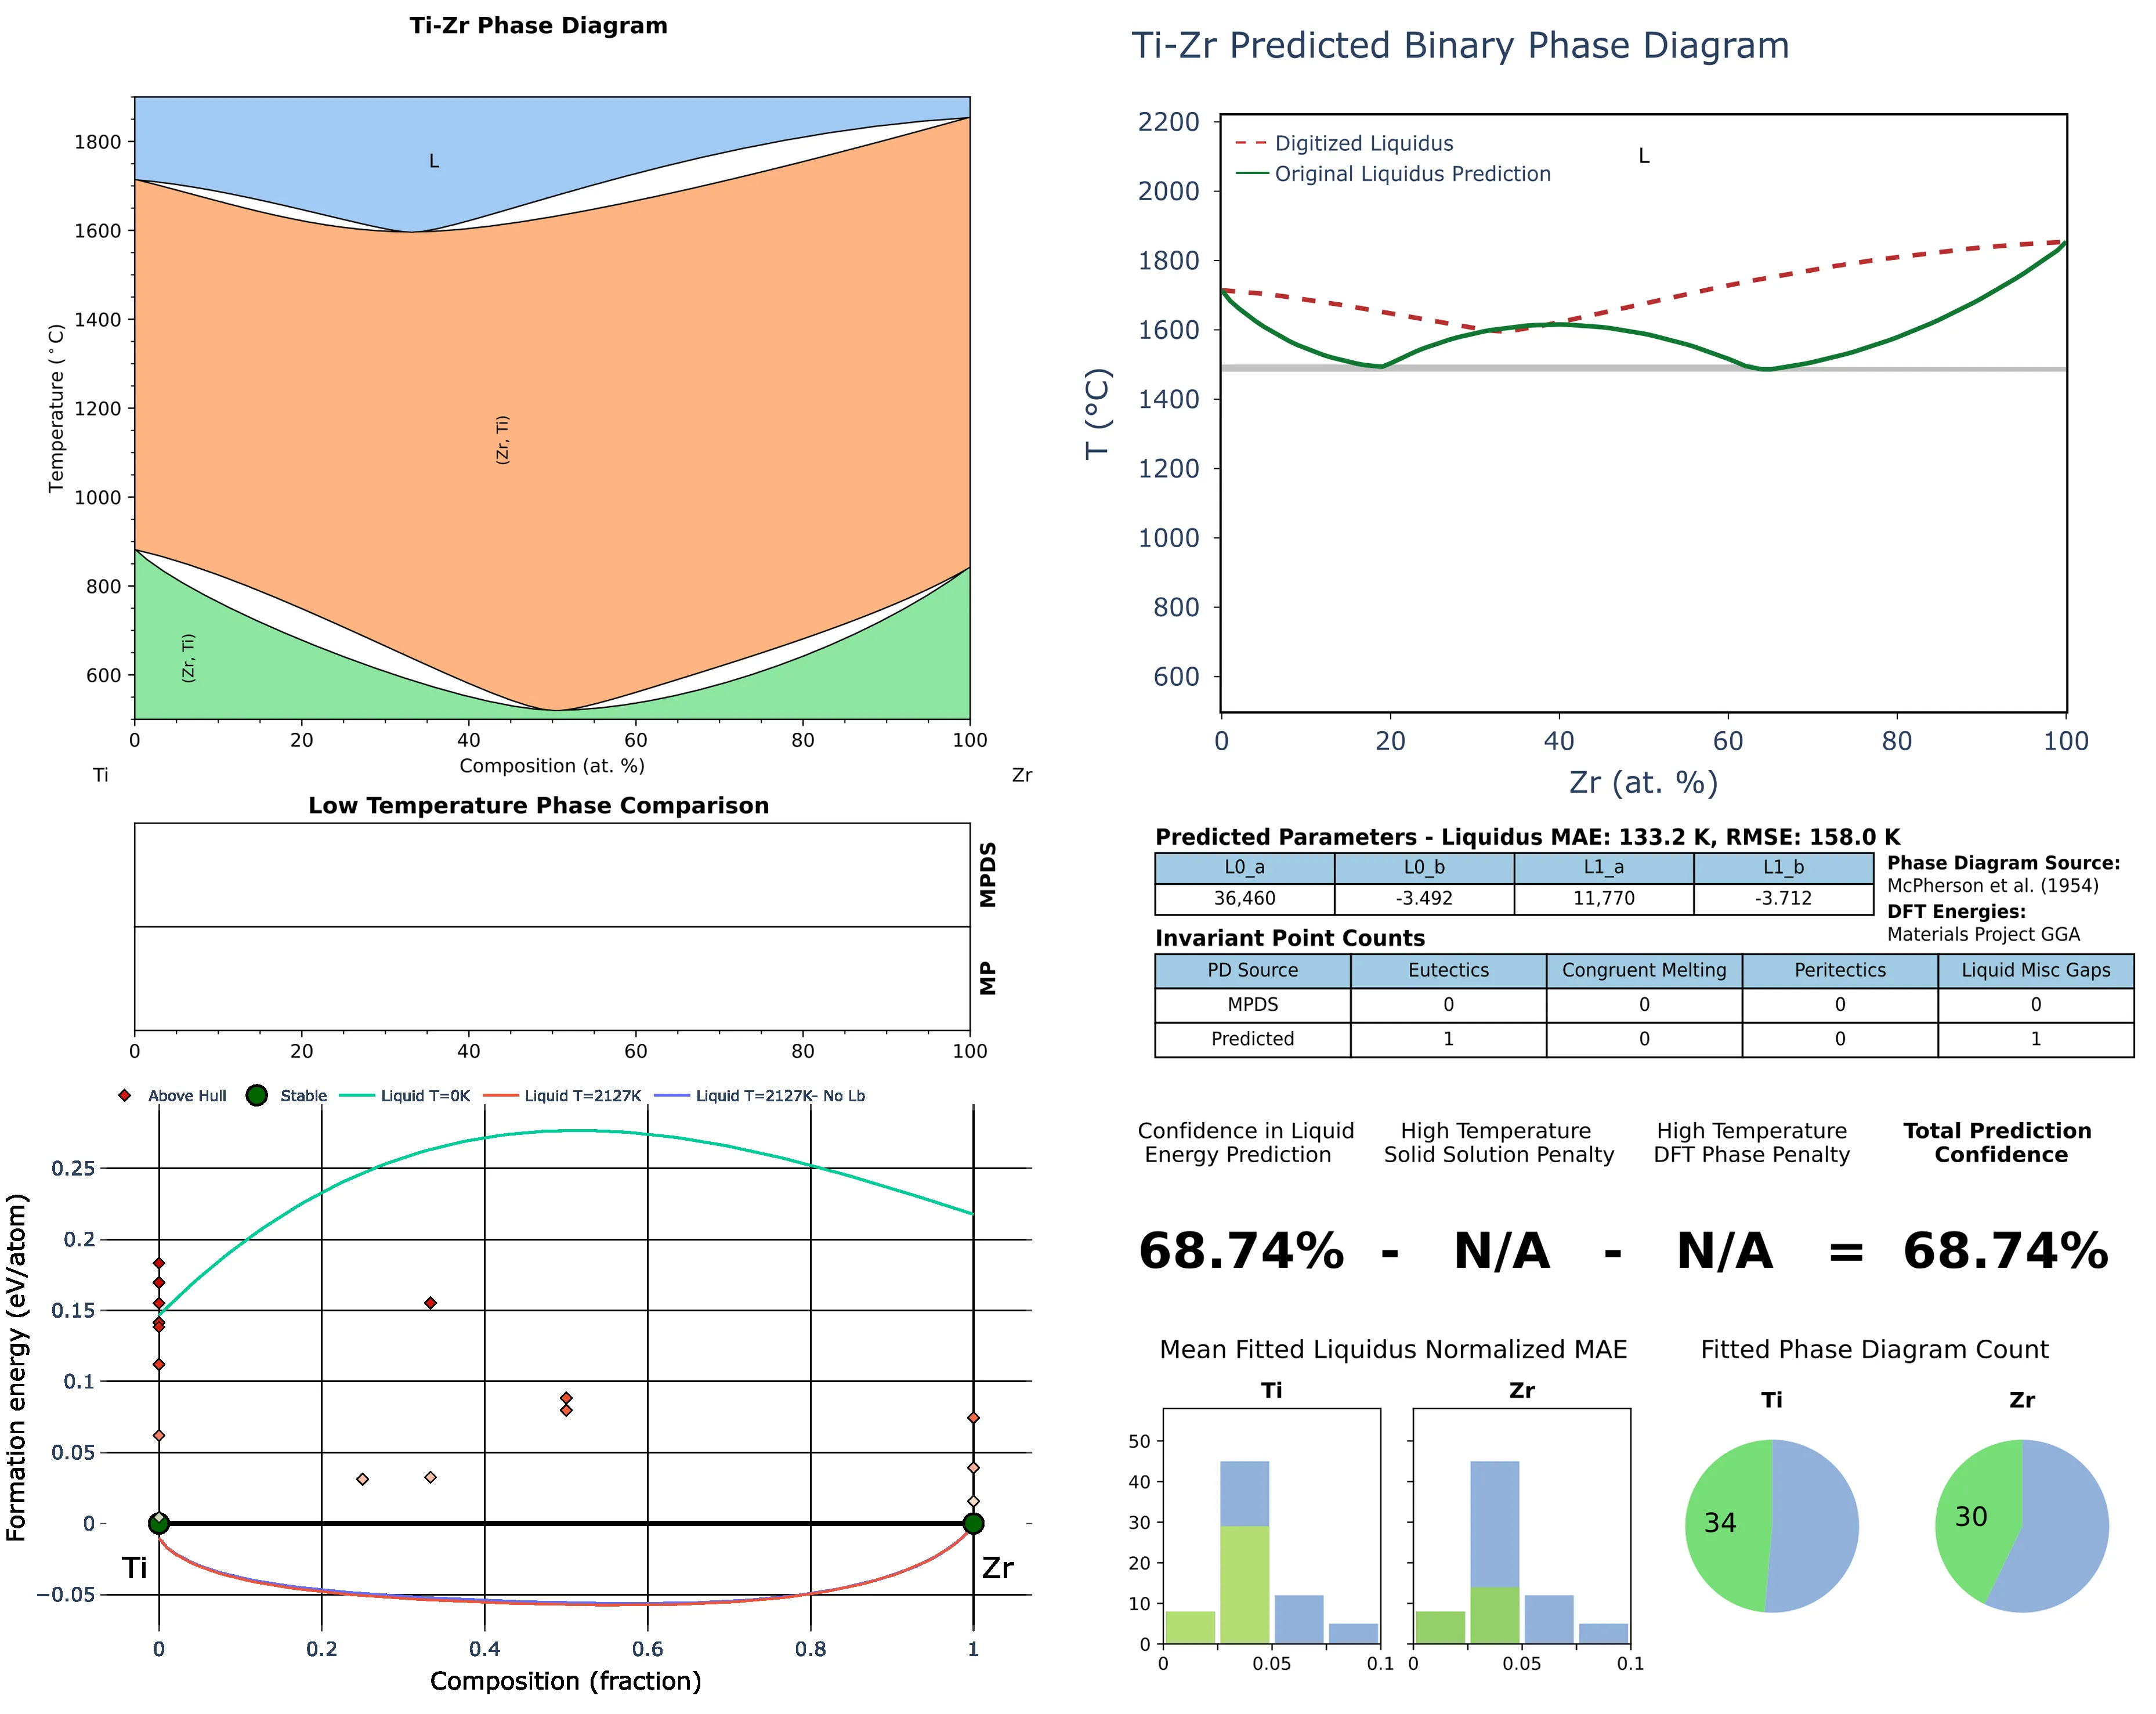 Ti-Zr Phase Diagram
L
(Zr, Ti)
(Zr, Ti)
Temperature (°C)
1800
1600
1400
1200
1000
800
600
0 20 40 60 80 100
Composition (at. %)
Ti
Zr
Low Temperature Phase Comparison
MPDS
MP
0 20 40 60 80 100
Above Hull Stable Liquid T=0K Liquid T=2127K Liquid T=2127K- No Lb
Formation energy (eV/atom)
0.25
0.2
0.15
0.1
0.05
0
−0.05
Ti
Zr
0 0.2 0.4 0.6 0.8 1
Composition (fraction)
Ti-Zr Predicted Binary Phase Diagram
Digitized Liquidus
Original Liquidus Prediction
L
T (°C)
2200
2000
1800
1600
1400
1200
1000
800
600
0 20 40 60 80 100
Zr (at. %)
Predicted Parameters - Liquidus MAE: 133.2 K, RMSE: 158.0 K
L0_a L0_b L1_a L1_b
36,460 -3.492 11,770 -3.712
Phase Diagram Source:
McPherson et al. (1954)
DFT Energies:
Materials Project GGA
Invariant Point Counts
PD Source Eutectics Congruent Melting Peritectics Liquid Misc Gaps
MPDS 0 0 0 0
Predicted 1 0 0 1
Confidence in Liquid
Energy Prediction
High Temperature
Solid Solution Penalty
High Temperature
DFT Phase Penalty
Total Prediction
Confidence
68.74% - N/A - N/A = 68.74%
Mean Fitted Liquidus Normalized MAE
Ti
Zr
50
40
30
20
10
0
0 0.05 0.1
0 0.05 0.1
Fitted Phase Diagram Count
Ti
Zr
34
30